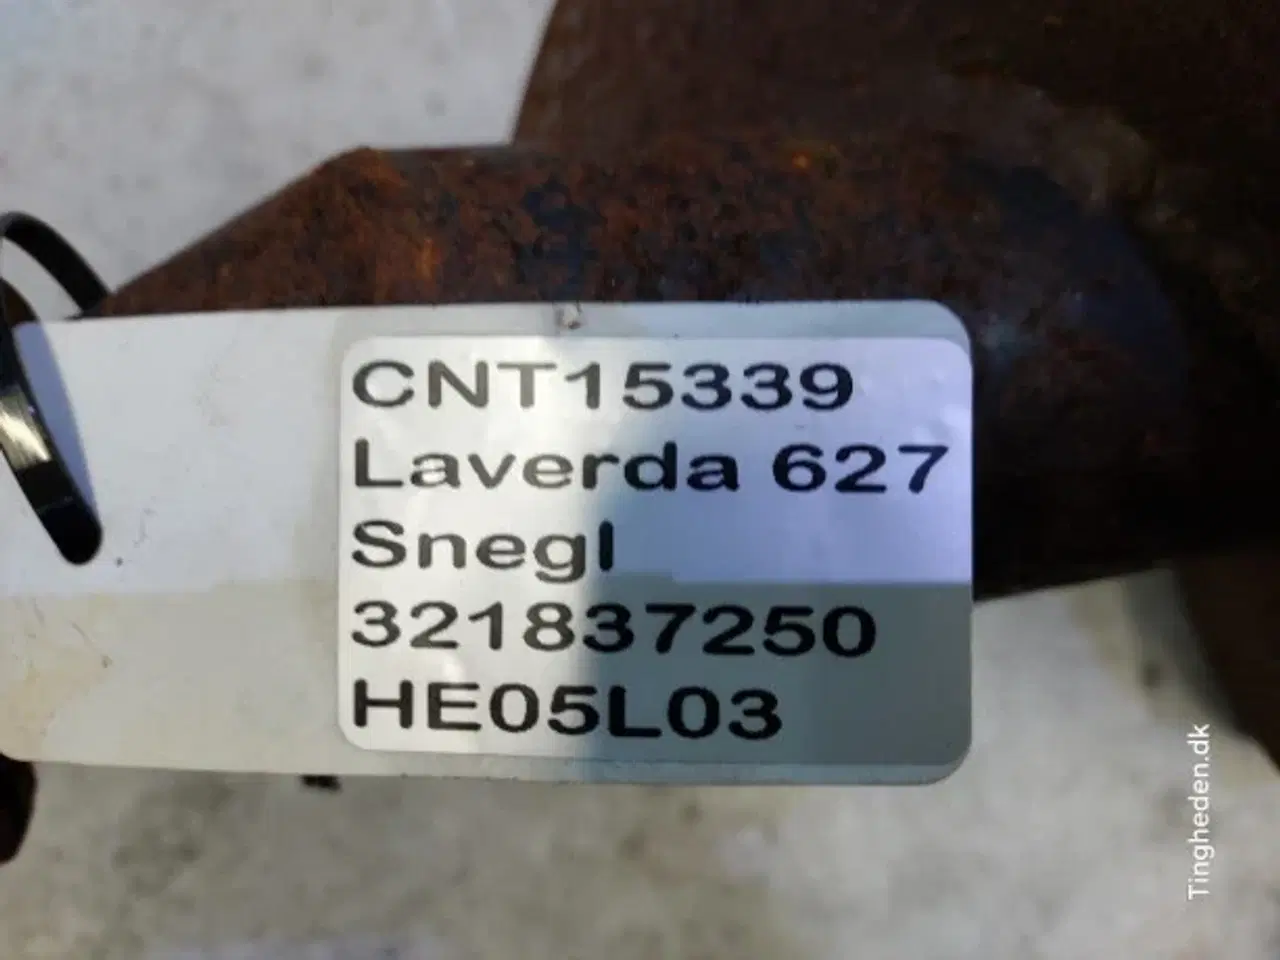 CNT15339
Laverda 627
Snegl
321837250
HE05L03
Tingheden.dk